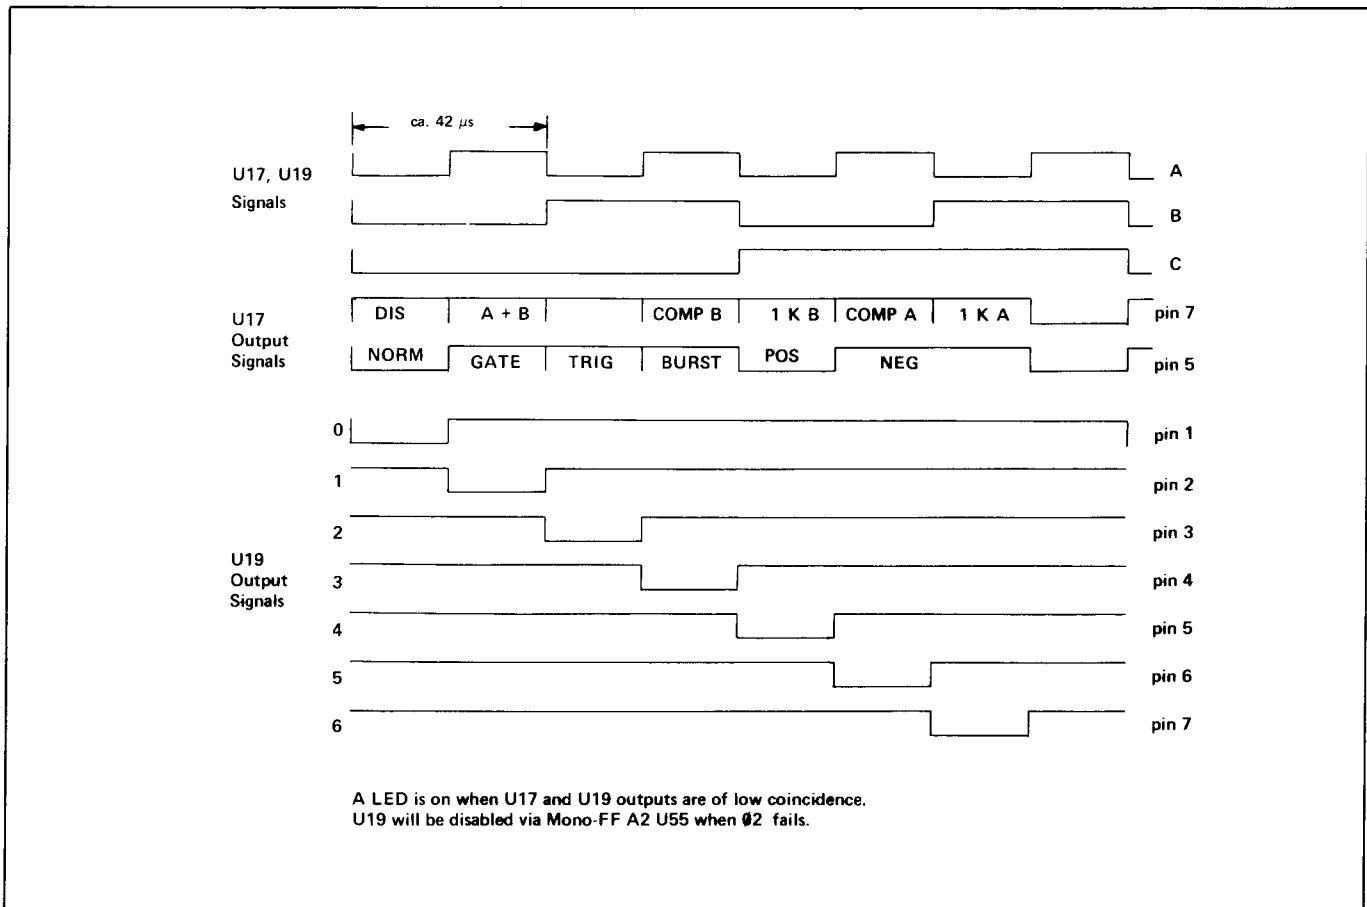 ca. 42 µs
U17, U19
Signals
A
B
C
U17
Output
Signals
DIS A + B COMP B 1 K B COMP A 1 K A pin 7
NORM GATE TRIG BURST POS NEG pin 5
0 pin 1
1 pin 2
2 pin 3
U19
Output
Signals
3 pin 4
4 pin 5
5 pin 6
6 pin 7
A LED is on when U17 and U19 outputs are of low coincidence.
U19 will be disabled via Mono-FF A2 U55 when Ø2 fails.